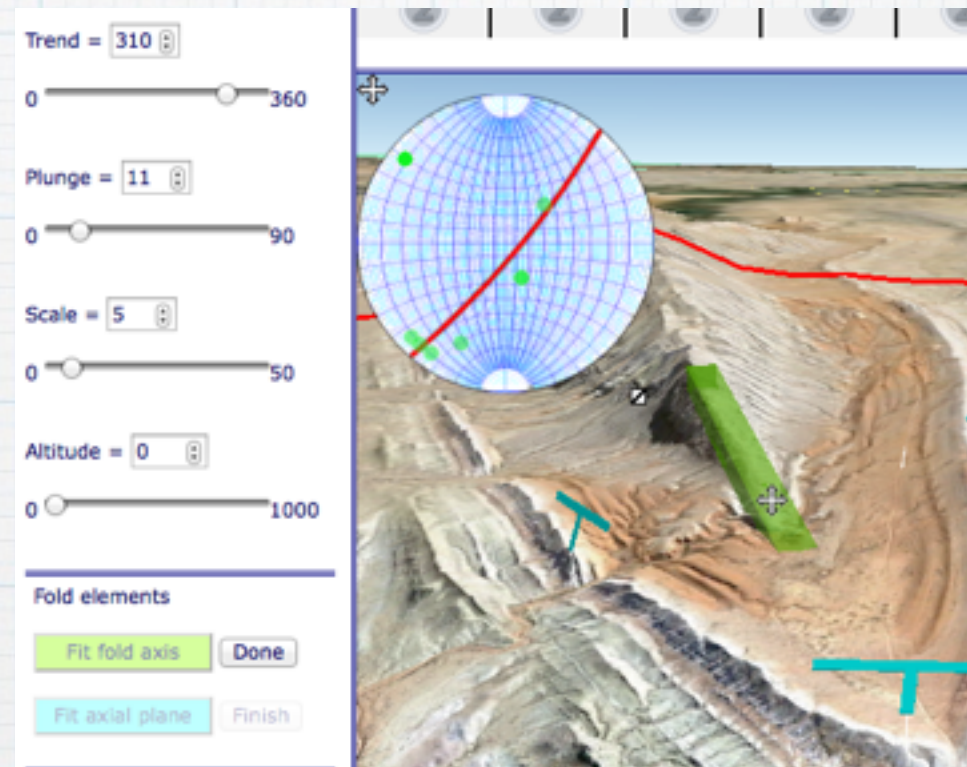 Trend = 310
0 360
Plunge = 11
0 90
Scale = 5
0 50
Altitude = 0
0 1000
Fold elements
Fit fold axis Done
Fit axial plane Finish